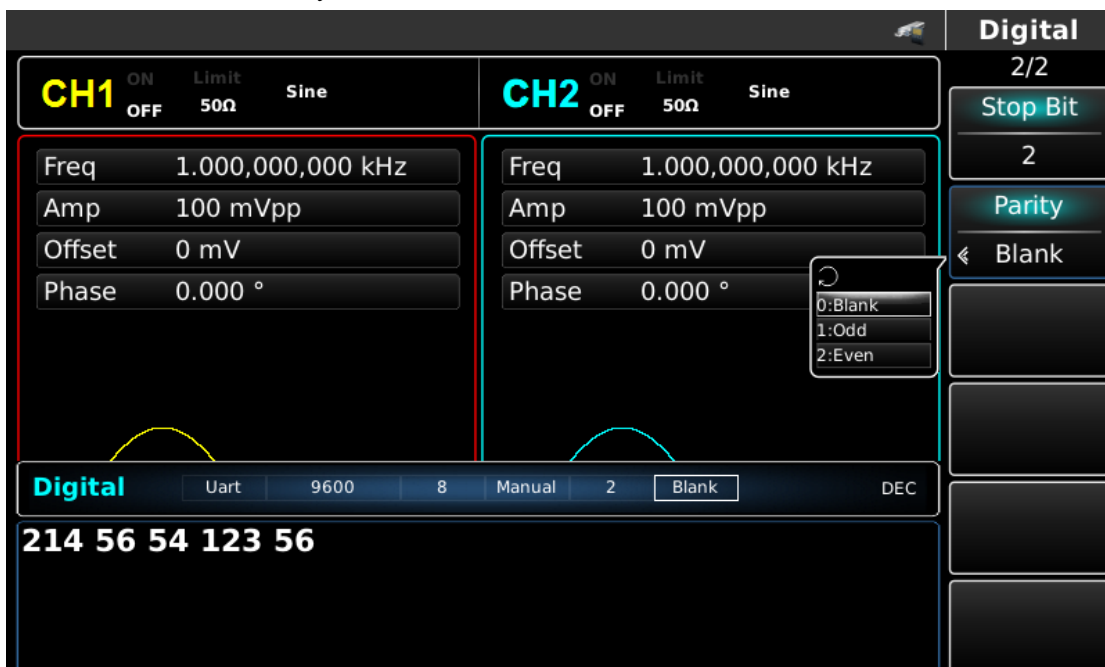 Digital
2/2
CH1 ON OFF Limit 50Ω Sine
CH2 ON OFF Limit 50Ω Sine
Stop Bit
2
Freq 1.000,000,000 kHz
Amp 100 mVpp
Offset 0 mV
Phase 0.000 °
Freq 1.000,000,000 kHz
Amp 100 mVpp
Offset 0 mV
Phase 0.000 °
Parity
Blank
0:Blank
1:Odd
2:Even
Digital Uart 9600 8 Manual 2 Blank DEC
214 56 54 123 56